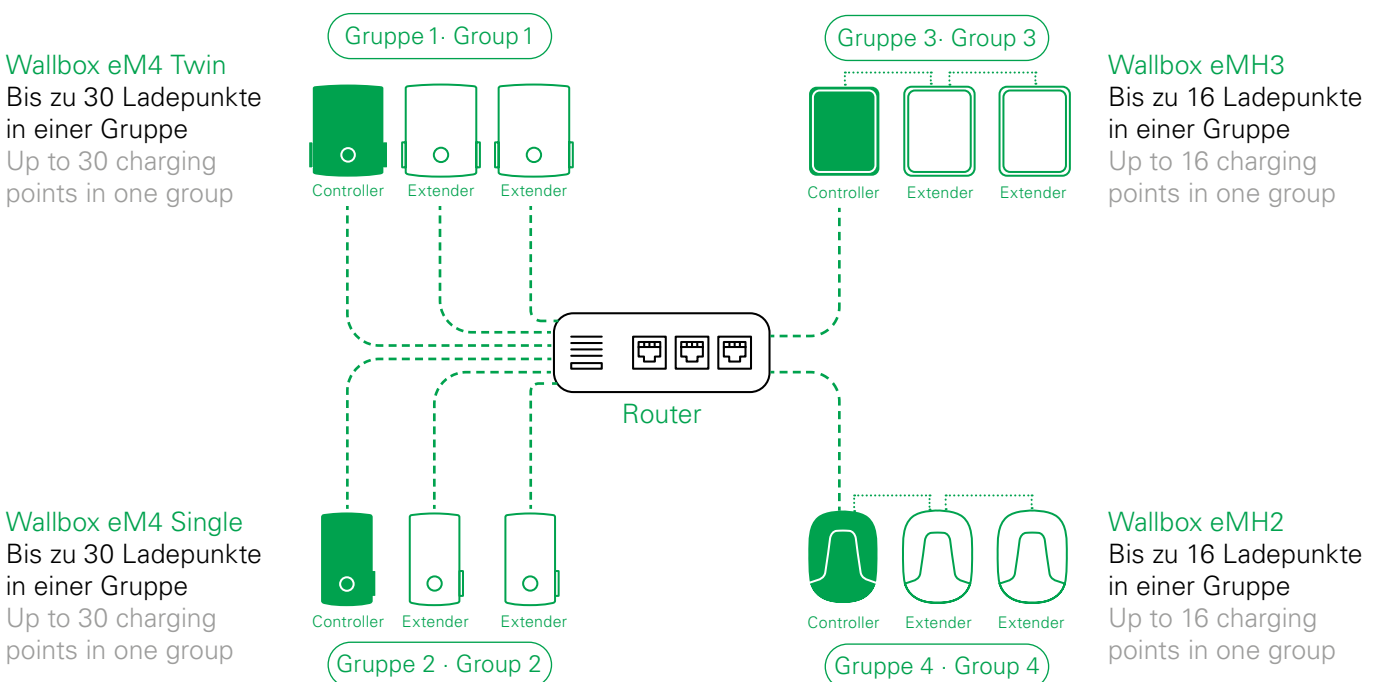 Gruppe 1 · Group 1
Wallbox eM4 Twin
Bis zu 30 Ladepunkte
in einer Gruppe
Up to 30 charging
points in one group
Controller Extender Extender
Gruppe 3 · Group 3
Controller Extender Extender
Wallbox eMH3
Bis zu 16 Ladepunkte
in einer Gruppe
Up to 16 charging
points in one group
Router
Wallbox eM4 Single
Bis zu 30 Ladepunkte
in einer Gruppe
Up to 30 charging
points in one group
Controller Extender Extender
Gruppe 2 · Group 2
Controller Extender Extender
Gruppe 4 · Group 4
Wallbox eMH2
Bis zu 16 Ladepunkte
in einer Gruppe
Up to 16 charging
points in one group